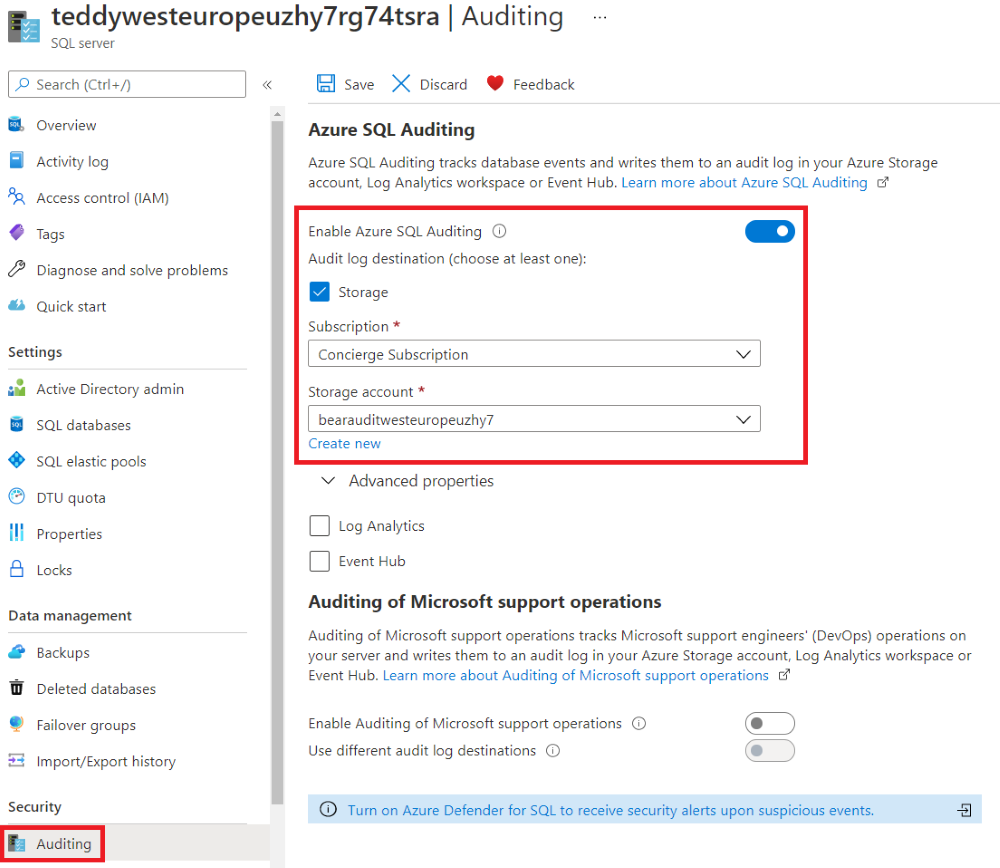 teddywesteuropeuzhy7rg74tsra | Auditing ...
SQL server
Search (Ctrl+/)
«
Overview
Activity log
Access control (IAM)
Tags
Diagnose and solve problems
Quick start
Settings
Active Directory admin
SQL databases
SQL elastic pools
DTU quota
Properties
Locks
Data management
Backups
Deleted databases
Failover groups
Import/Export history
Security
Auditing
Save Discard Feedback
Azure SQL Auditing
Azure SQL Auditing tracks database events and writes them to an audit log in your Azure Storage
account, Log Analytics workspace or Event Hub. Learn more about Azure SQL Auditing
Enable Azure SQL Auditing
Audit log destination (choose at least one):
Storage
Subscription *
Concierge Subscription
Storage account *
bearauditwesteuropeuzhy7
Create new
Advanced properties
Log Analytics
Event Hub
Auditing of Microsoft support operations
Auditing of Microsoft support operations tracks Microsoft support engineers' (DevOps) operations on
your server and writes them to an audit log in your Azure Storage account, Log Analytics workspace or
Event Hub. Learn more about Auditing of Microsoft support operations
Enable Auditing of Microsoft support operations
Use different audit log destinations
Turn on Azure Defender for SQL to receive security alerts upon suspicious events.